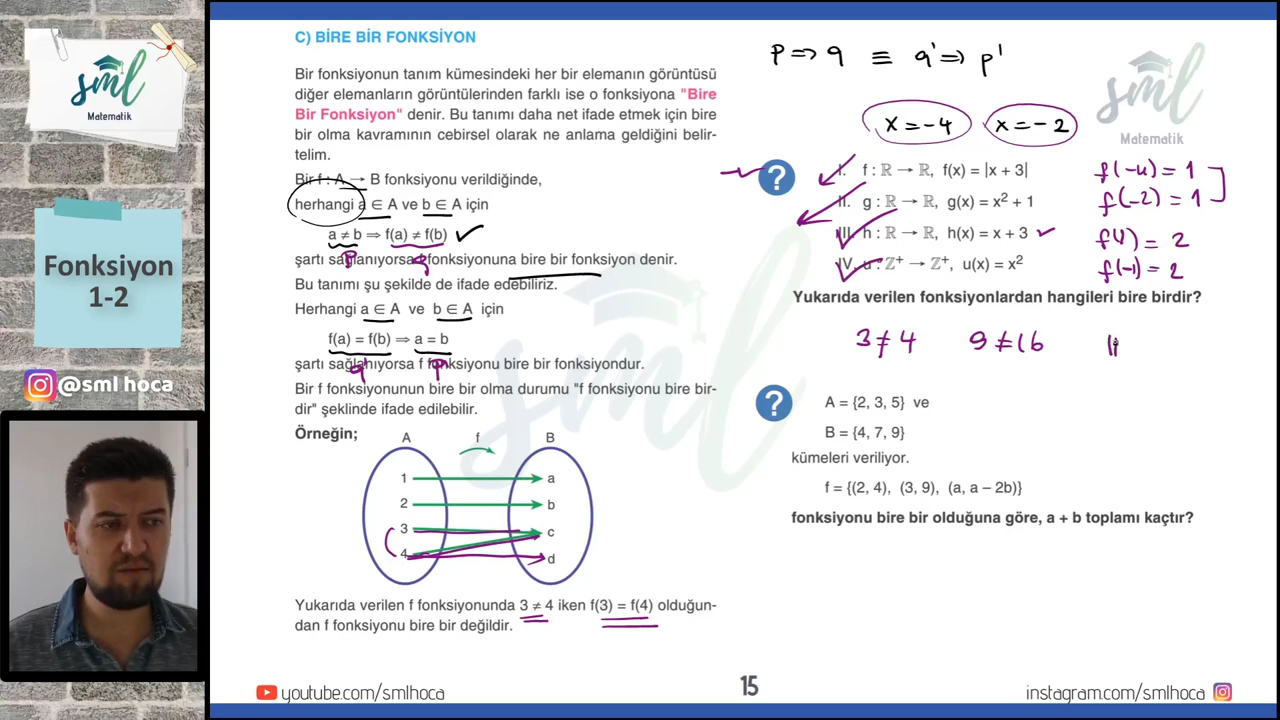 sml
Matematik
Fonksiyon
1-2
@sml hoca
C) BİRE BİR FONKSİYON
Bir fonksiyonun tanım kümesindeki her bir elemanın görüntüsü
diğer elemanların görüntülerinden farklı ise o fonksiyona "Bire
Bir Fonksiyon" denir. Bu tanımı daha net ifade etmek için bire
bir olma kavramının cebirsel olarak ne anlama geldiğini belir-
telim.
Bir f : A → B fonksiyonu verildiğinde,
herhangi a ∈ A ve b ∈ A için
a ≠ b ⇒ f(a) ≠ f(b)
p q
şartı sağlanıyorsa fonksiyonuna bire bir fonksiyon denir.
Bu tanımı şu şekilde de ifade edebiliriz.
Herhangi a ∈ A ve b ∈ A için
f(a) = f(b) ⇒ a = b
q' p'
şartı sağlanıyorsa f fonksiyonu bire bir fonksiyondur.
Bir f fonksiyonunun bire bir olma durumu "f fonksiyonu bire bir-
dir" şeklinde ifade edilebilir.
Örneğin;
A f B
1 a
2 b
3 c
4 d
Yukarıda verilen f fonksiyonunda 3 ≠ 4 iken f(3) = f(4) olduğun-
dan f fonksiyonu bire bir değildir.
p ⇒ q ≡ q' ⇒ p'
x = -4 x = -2
sml
Matematik
I. f : ℝ → ℝ, f(x) = |x + 3|
II. g : ℝ → ℝ, g(x) = x² + 1
III. h : ℝ → ℝ, h(x) = x + 3
IV. u : ℤ⁺ → ℤ⁺, u(x) = x²
f(-4) = 1
f(-2) = 1
f(1) = 2
f(-1) = 2
Yukarıda verilen fonksiyonlardan hangileri bire birdir?
3 ≠ 4 9 ≠ 16
?
?
A = {2, 3, 5} ve
B = {4, 7, 9}
kümeleri veriliyor.
f = {(2, 4), (3, 9), (a, a – 2b)}
fonksiyonu bire bir olduğuna göre, a + b toplamı kaçtır?
youtube.com/smlhoca
15
instagram.com/smlhoca